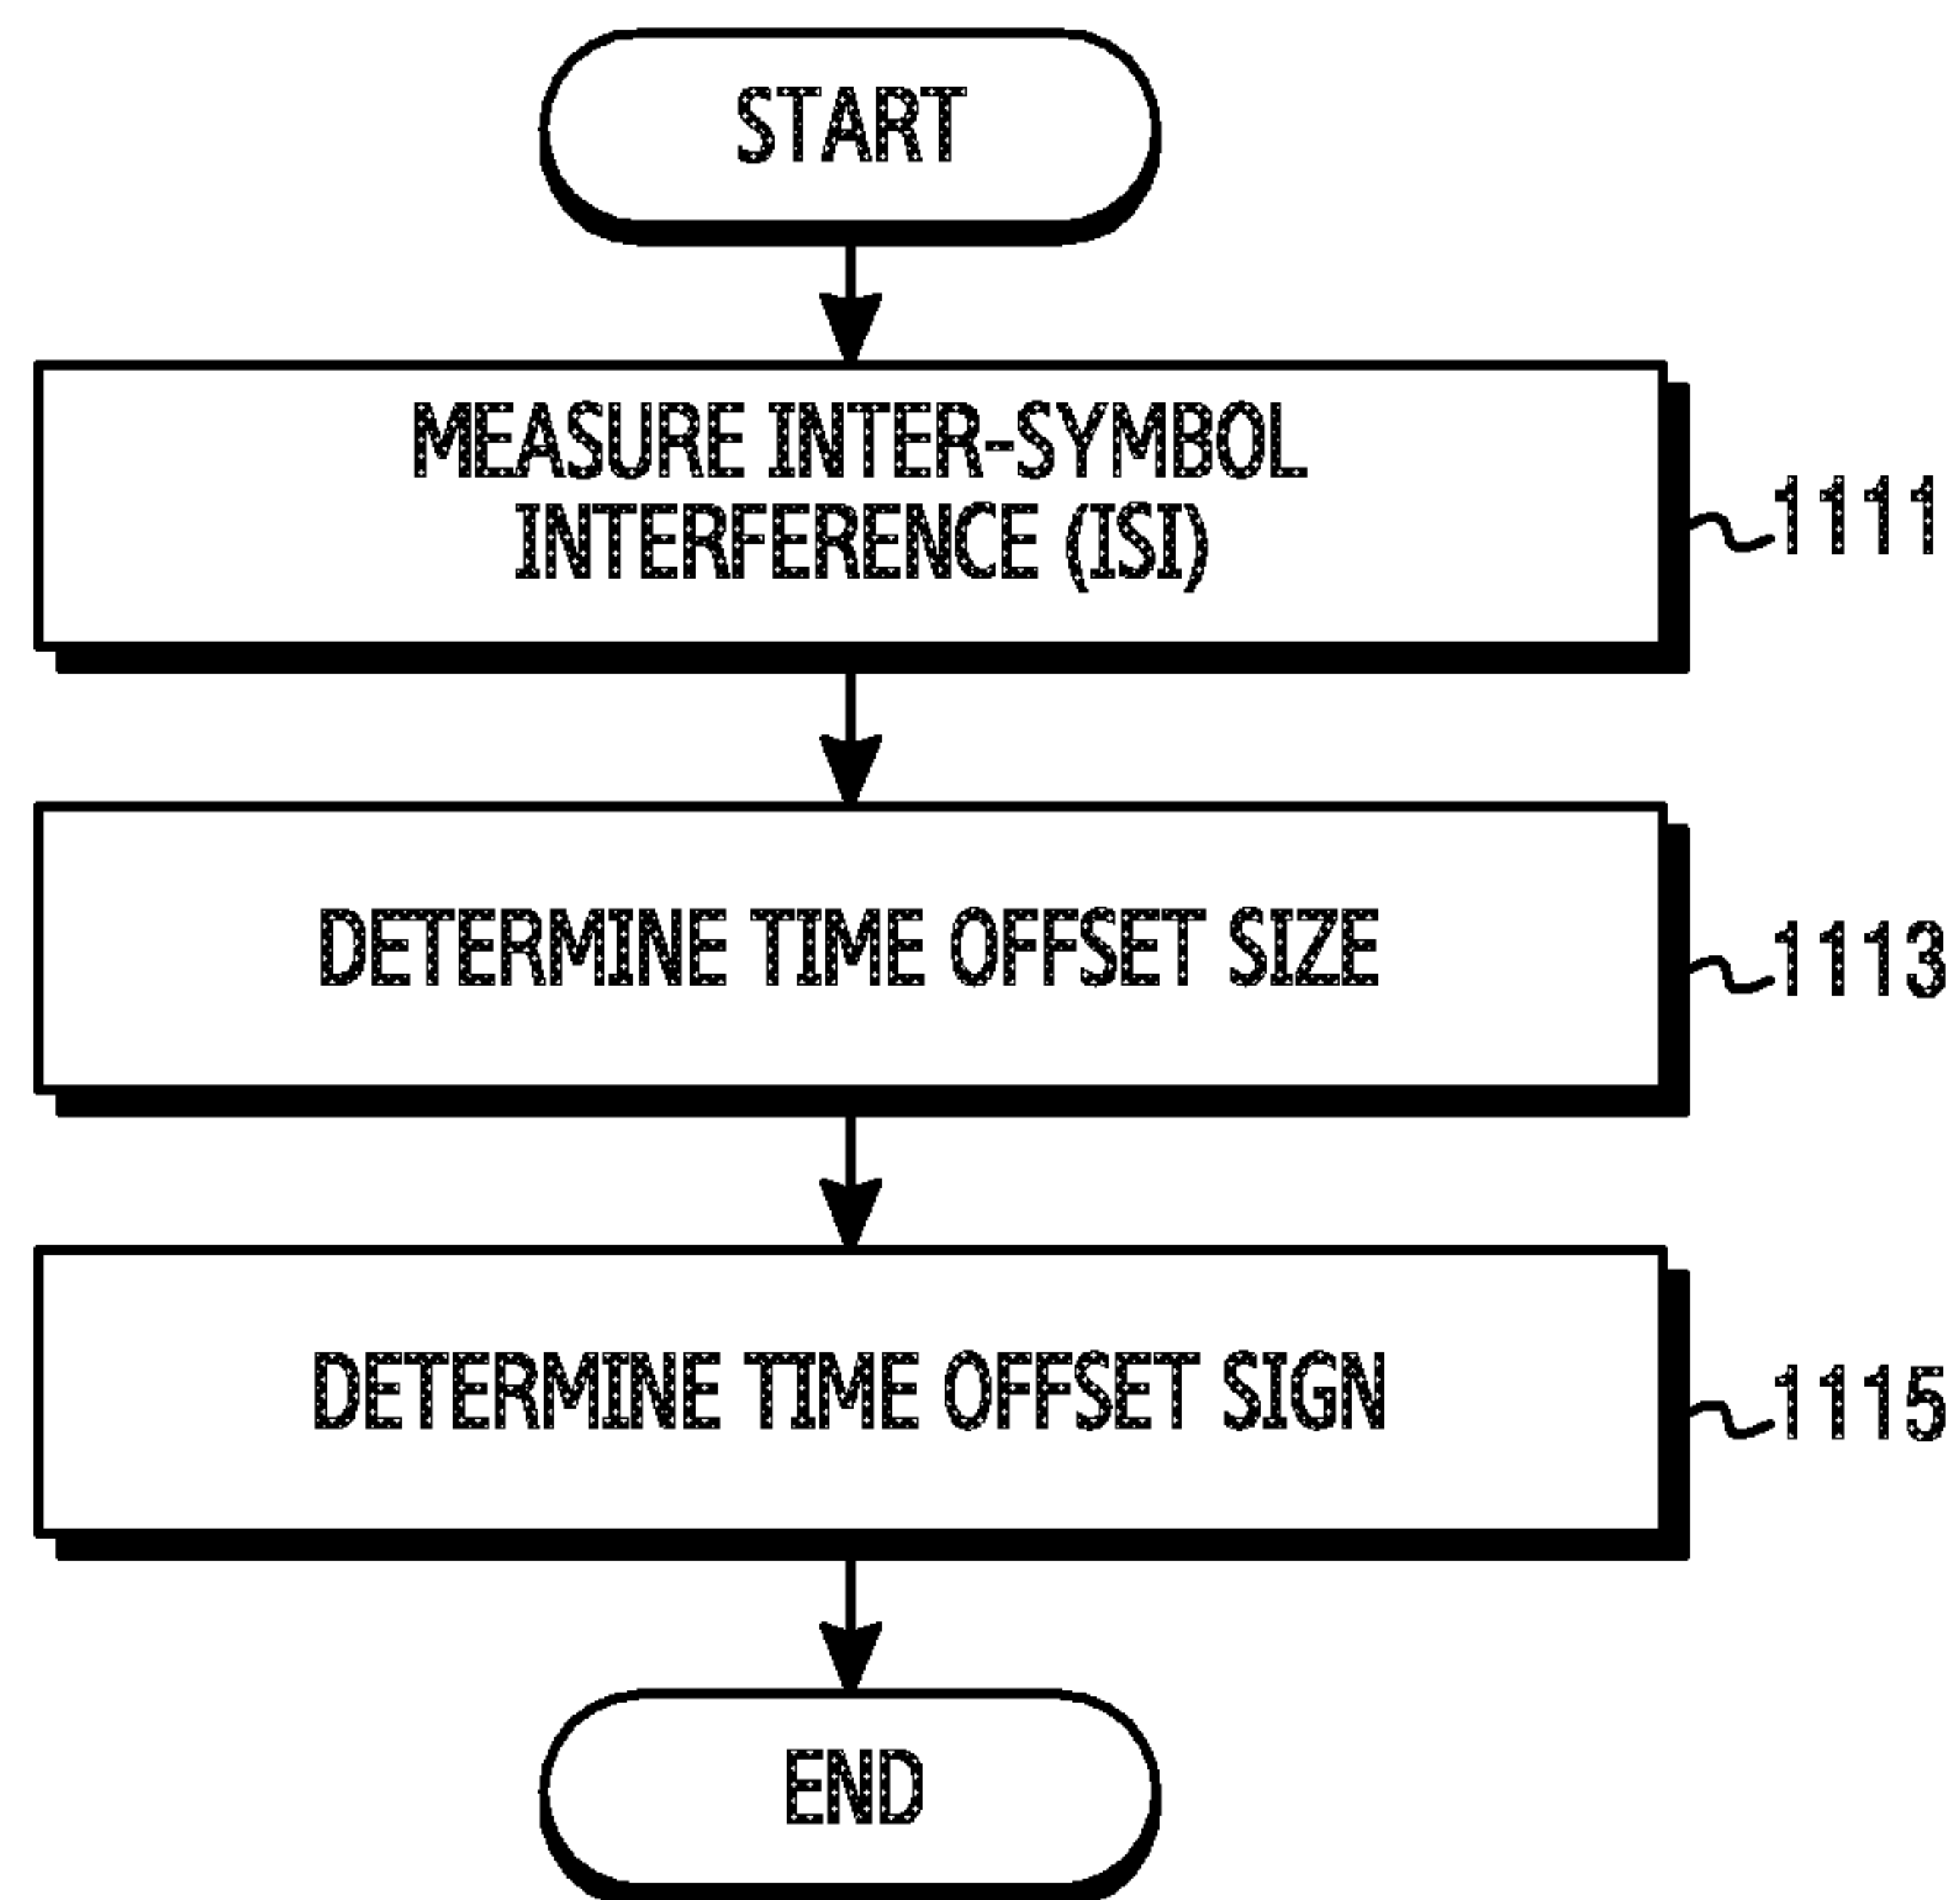 START
MEASURE INTER-SYMBOL
INTERFERENCE (ISI)
1111
DETERMINE TIME OFFSET SIZE
1113
DETERMINE TIME OFFSET SIGN
1115
END